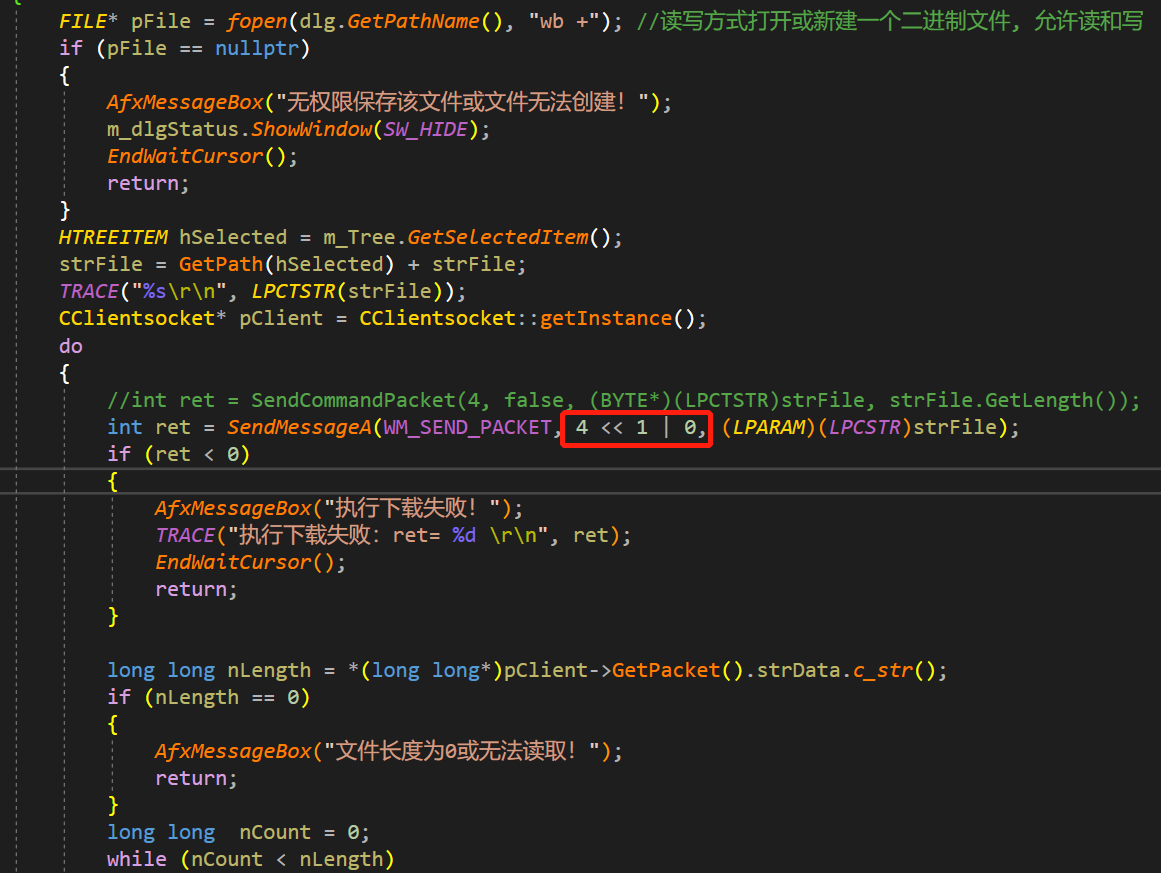 {
FILE* pFile = fopen(dlg.GetPathName(), "wb +"); //读写方式打开或新建一个二进制文件, 允许读和写
if (pFile == nullptr)
{
AfxMessageBox("无权限保存该文件或文件无法创建！");
m_dlgStatus.ShowWindow(SW_HIDE);
EndWaitCursor();
return;
}
HTREEITEM hSelected = m_Tree.GetSelectedItem();
strFile = GetPath(hSelected) + strFile;
TRACE("%s\r\n", LPCTSTR(strFile));
CClientsocket* pClient = CClientsocket::getInstance();
do
{
//int ret = SendCommandPacket(4, false, (BYTE*)(LPCTSTR)strFile, strFile.GetLength());
int ret = SendMessageA(WM_SEND_PACKET, 4 << 1 | 0, (LPARAM)(LPCSTR)strFile);
if (ret < 0)
{
AfxMessageBox("执行下载失败！");
TRACE("执行下载失败：ret= %d \r\n", ret);
EndWaitCursor();
return;
}
long long nLength = *(long long*)pClient->GetPacket().strData.c_str();
if (nLength == 0)
{
AfxMessageBox("文件长度为0或无法读取！");
return;
}
long long  nCount = 0;
while (nCount < nLength)